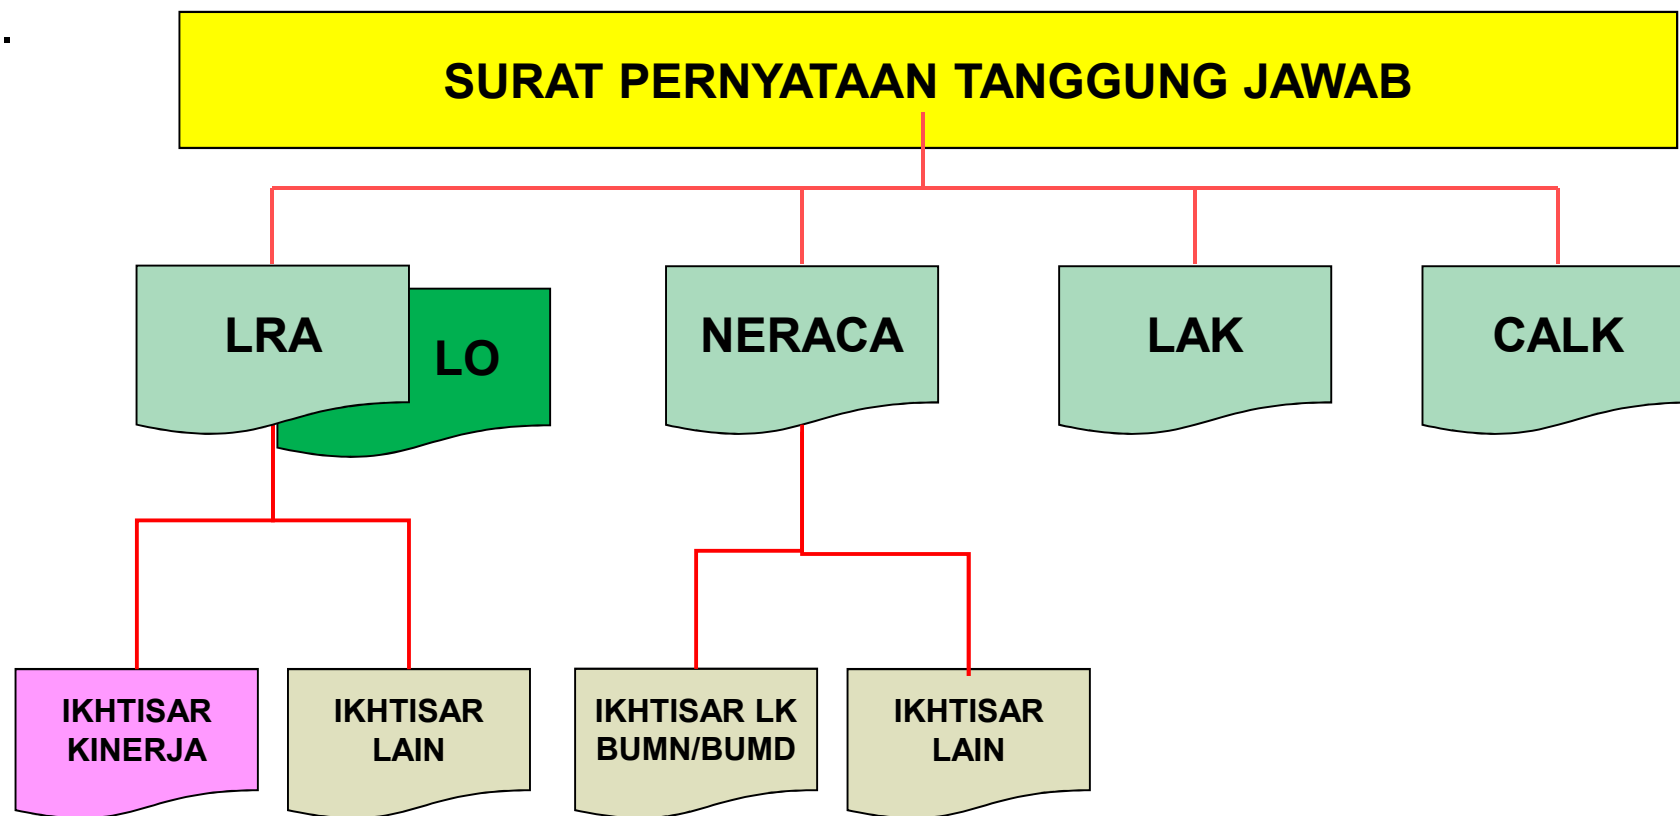 .
SURAT PERNYATAAN TANGGUNG JAWAB
LRA
LO
NERACA
LAK
CALK
IKHTISAR
KINERJA
IKHTISAR
LAIN
IKHTISAR LK
BUMN/BUMD
IKHTISAR
LAIN